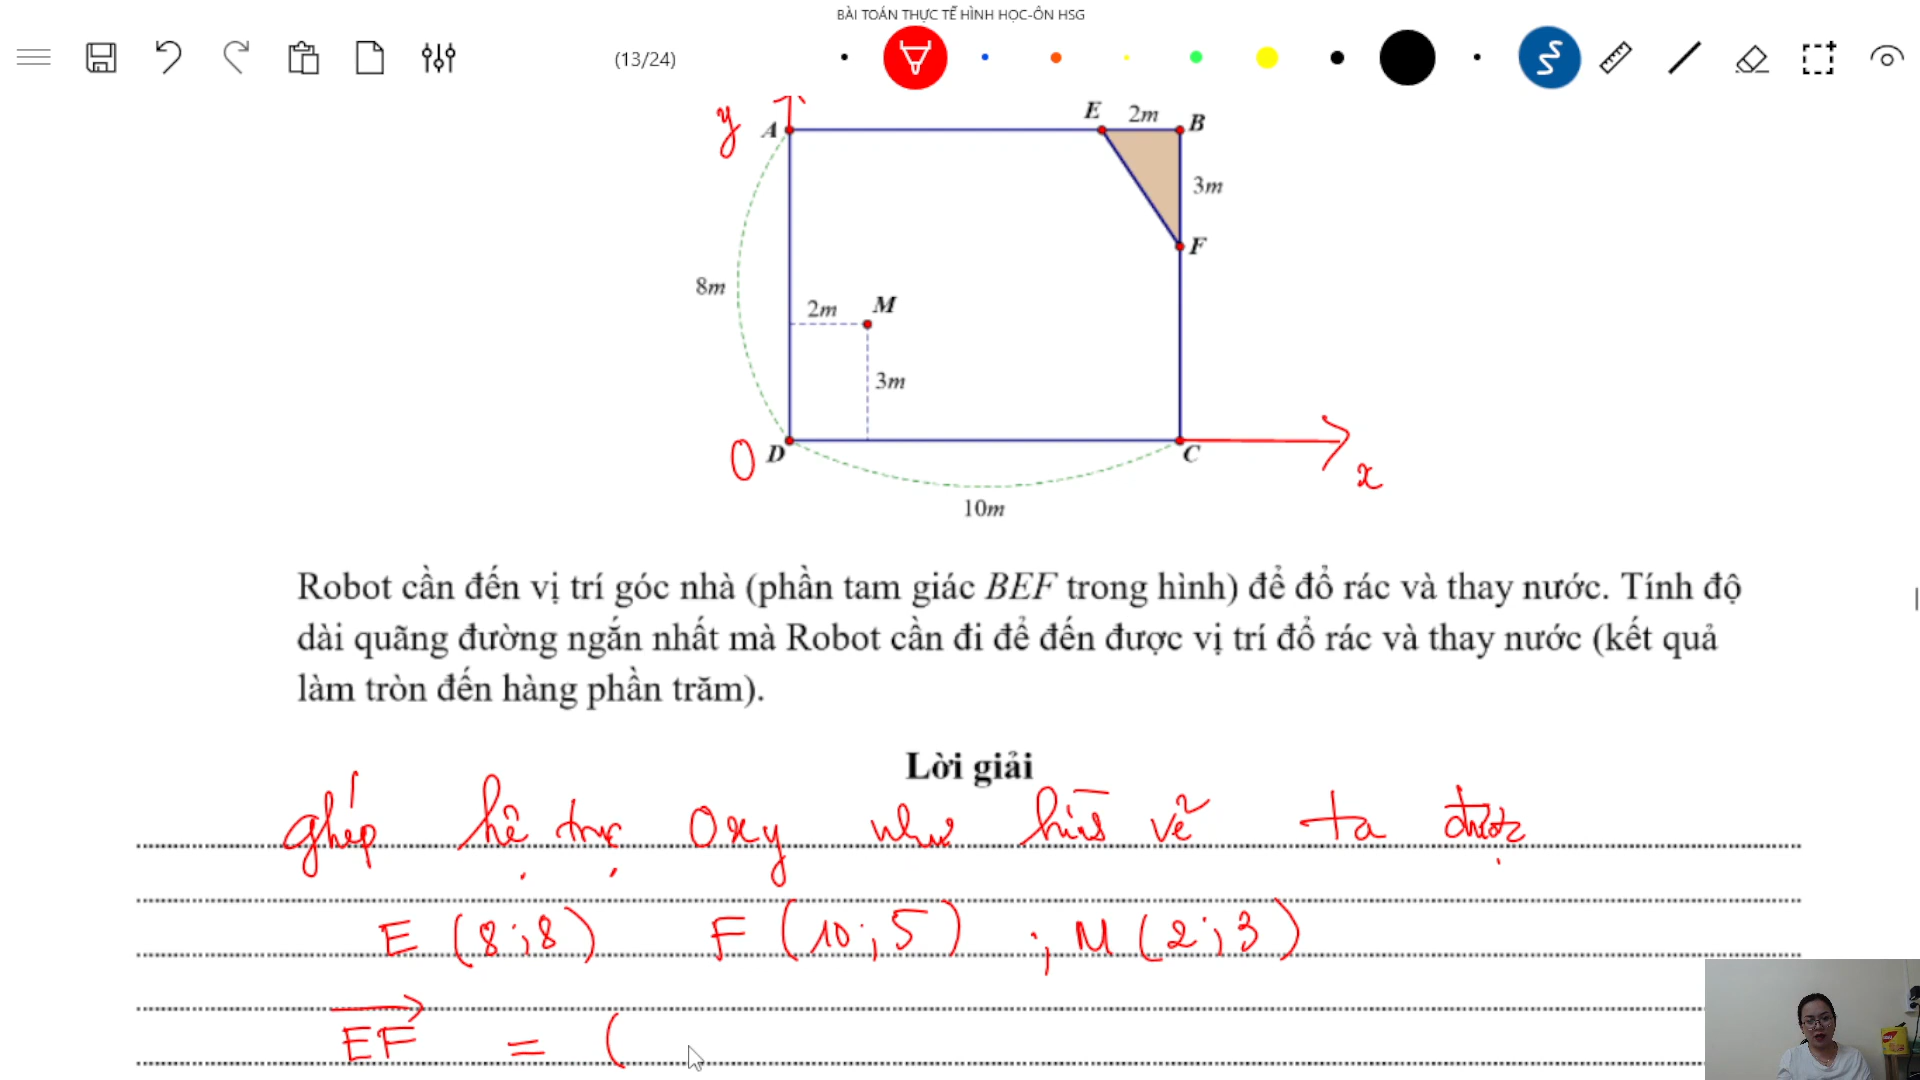 BÀI TOÁN THỰC TẾ HÌNH HỌC-ÔN HSG
(13/24)
y A E 2m B
3m
F
8m
2m M
3m
O D C x
10m
Robot cần đến vị trí góc nhà (phần tam giác BEF trong hình) để đổ rác và thay nước. Tính độ
dài quãng đường ngắn nhất mà Robot cần đi để đến được vị trí đổ rác và thay nước (kết quả
làm tròn đến hàng phần trăm).
Lời giải
ghép hệ trục Oxy như hình vẽ ta được
E (8;8) F (10;5) ; M (2;3)
EF = (